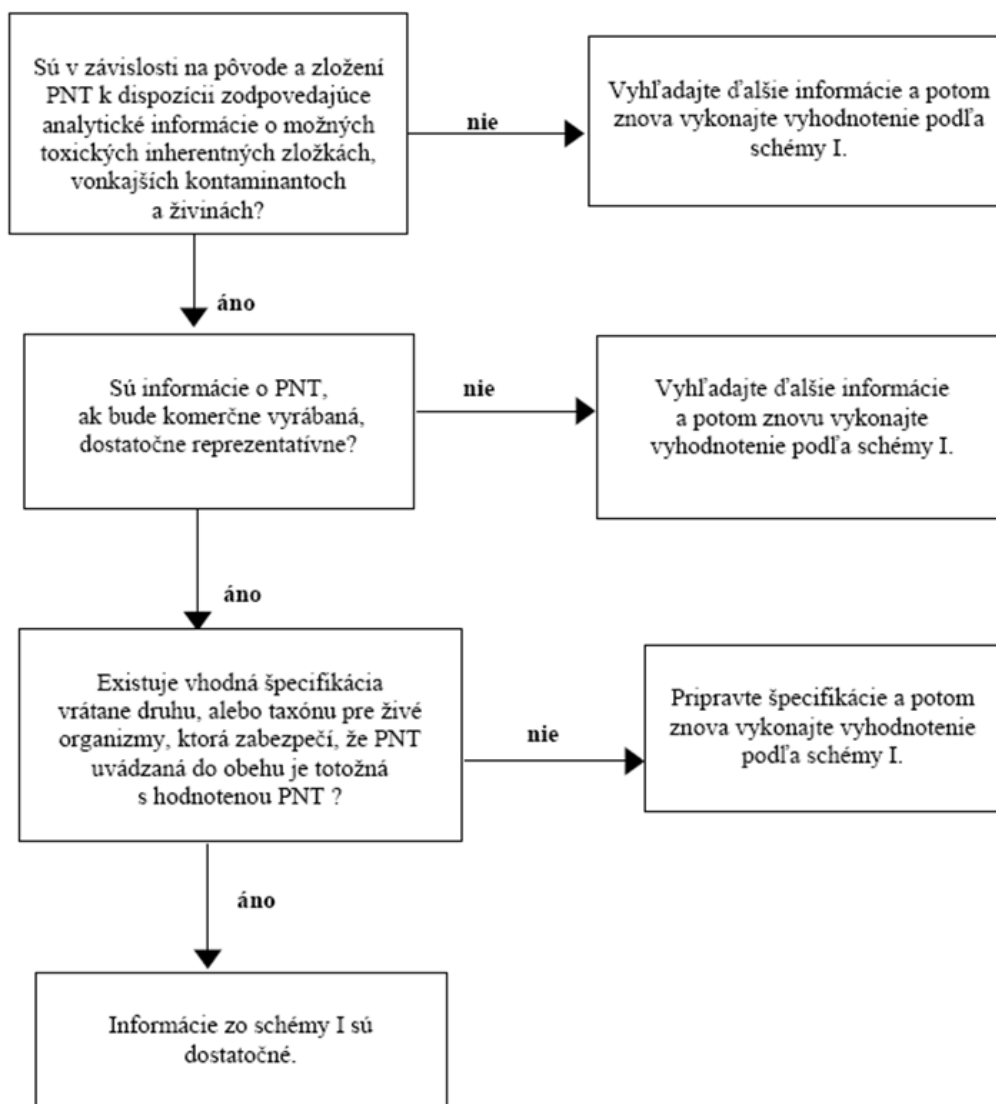 Sú v závislosti na pôvode a zložení
PNT k dispozícii zodpovedajúce
analytické informácie o možných
toxických inherentných zložkách,
vonkajších kontaminantoch
a živinách?
nie
Vyhľadajte ďalšie informácie a potom
znova vykonajte vyhodnotenie podľa
schémy I.
áno
Sú informácie o PNT,
ak bude komerčne vyrábaná,
dostatočne reprezentatívne?
nie
Vyhľadajte ďalšie informácie
a potom znovu vykonajte
vyhodnotenie podľa schémy I.
áno
Existuje vhodná špecifikácia
vrátane druhu, alebo taxónu pre živé
organizmy, ktorá zabezpečí, že PNT
uvádzaná do obehu je totožná
s hodnotenou PNT ?
nie
Pripravte špecifikácie a potom
znova vykonajte vyhodnotenie
podľa schémy I.
áno
Informácie zo schémy I sú
dostatočné.